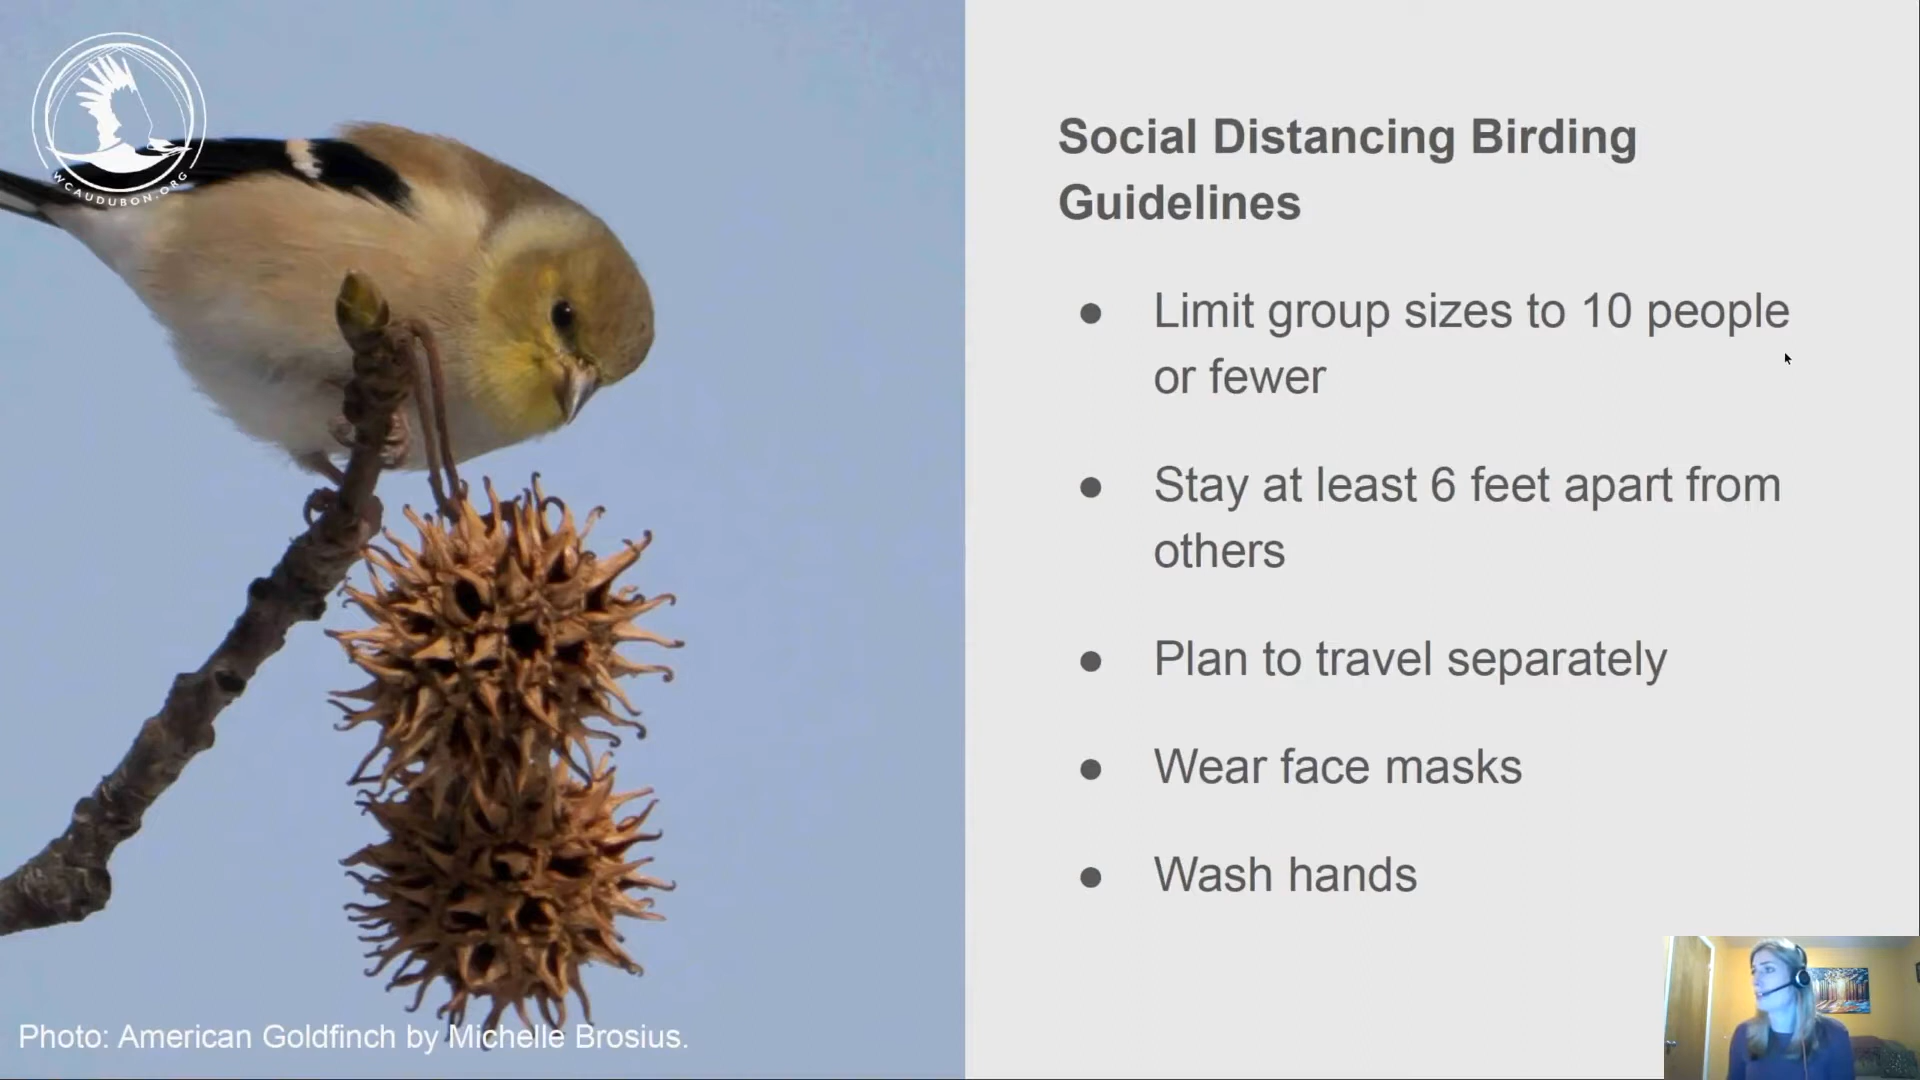 WCAUDUBON.ORG
Social Distancing Birding
Guidelines
● Limit group sizes to 10 people
or fewer
● Stay at least 6 feet apart from
others
● Plan to travel separately
● Wear face masks
● Wash hands
Photo: American Goldfinch by Michelle Brosius.